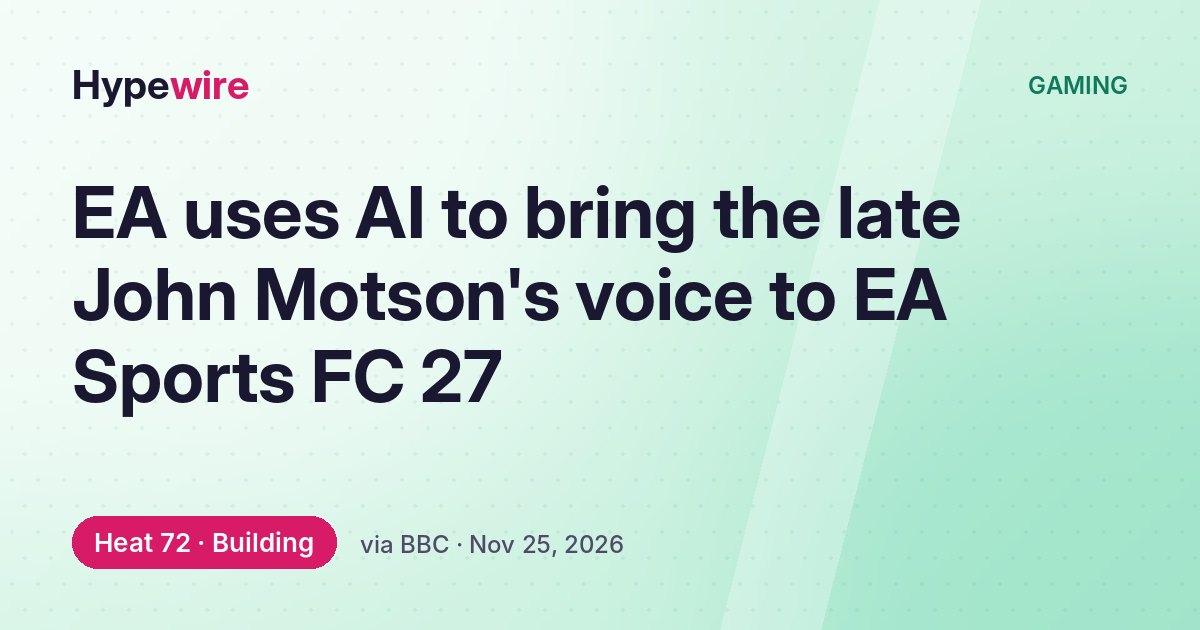 Hypewire
GAMING
EA uses AI to bring the late
John Motson's voice to EA
Sports FC 27
Heat 72 · Building
via BBC · Nov 25, 2026